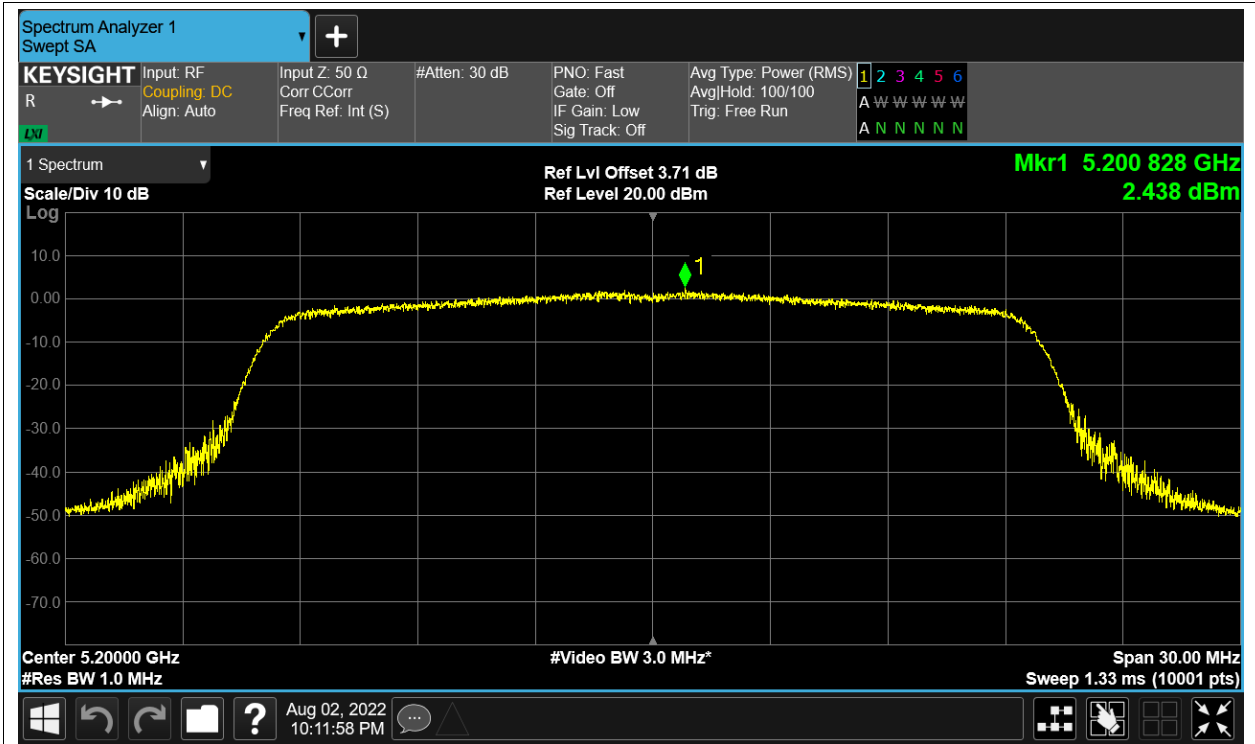 Spectrum Analyzer 1
Swept SA
+
KEYSIGHT
R
LXI
Input: RF
Coupling: DC
Align: Auto
Input Z: 50 Ω
Corr CCorr
Freq Ref: Int (S)
#Atten: 30 dB
PNO: Fast
Gate: Off
IF Gain: Low
Sig Track: Off
Avg Type: Power (RMS)
Avg|Hold: 100/100
Trig: Free Run
1 2 3 4 5 6
A W W W W W
A N N N N N
1 Spectrum
Scale/Div 10 dB
Log
Ref Lvl Offset 3.71 dB
Ref Level 20.00 dBm
Mkr1 5.200 828 GHz
2.438 dBm
1
10.0
0.00
-10.0
-20.0
-30.0
-40.0
-50.0
-60.0
-70.0
Center 5.20000 GHz
#Res BW 1.0 MHz
#Video BW 3.0 MHz*
Span 30.00 MHz
Sweep 1.33 ms (10001 pts)
?
Aug 02, 2022
10:11:58 PM